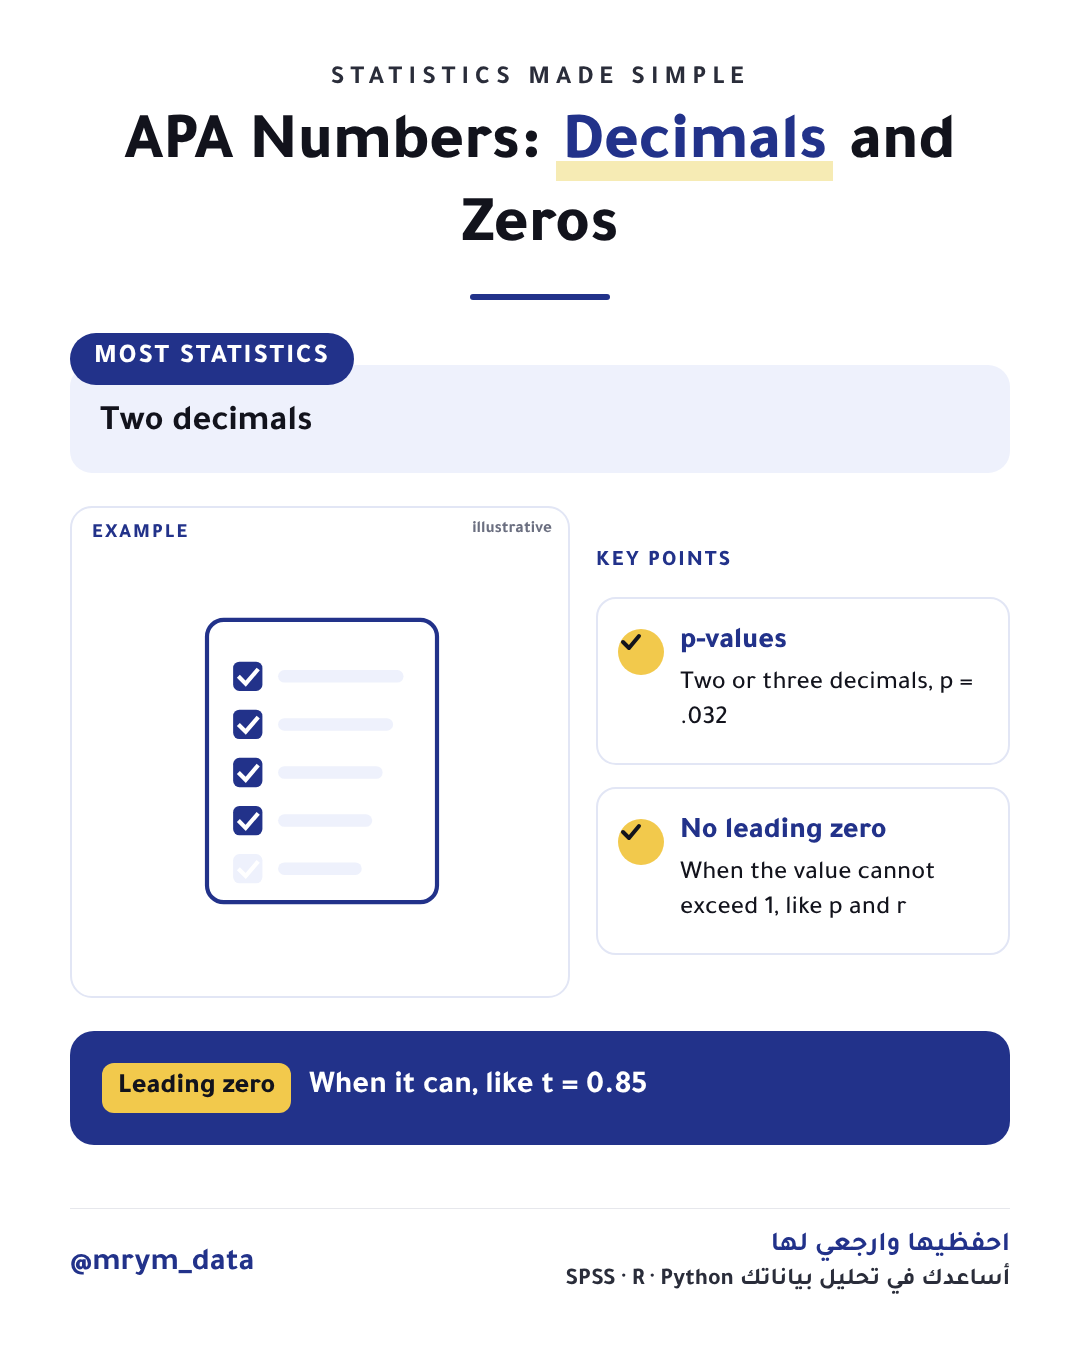 STATISTICS MADE SIMPLE
APA Numbers: Decimals and
Zeros
MOST STATISTICS
Two decimals
EXAMPLE
illustrative
KEY POINTS
p-values
Two or three decimals, p =
.032
No leading zero
When the value cannot
exceed 1, like p and r
Leading zero When it can, like t = 0.85
@mrym_data
احفظيها وارجعي لها
أساعدك في تحليل بياناتك SPSS · R · Python